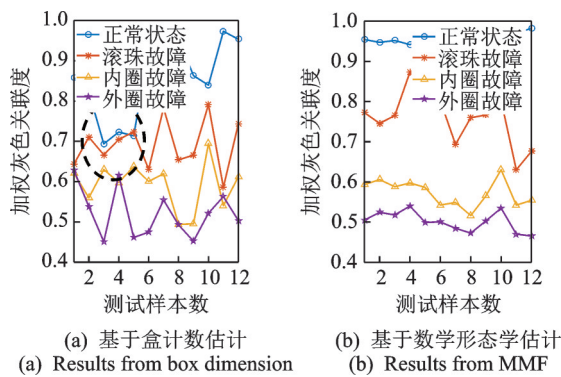 1.0
0.9
0.8
0.7
0.6
0.5
0.4
加权灰色关联度
正常状态
滚珠故障
内圈故障
外圈故障
2 4 6 8 10 12
测试样本数
(a) 基于盒计数估计
(a) Results from box dimension
1.0
0.9
0.8
0.7
0.6
0.5
0.4
加权灰色关联度
正常状态
滚珠故障
内圈故障
外圈故障
2 4 6 8 10 12
测试样本数
(b) 基于数学形态学估计
(b) Results from MMF